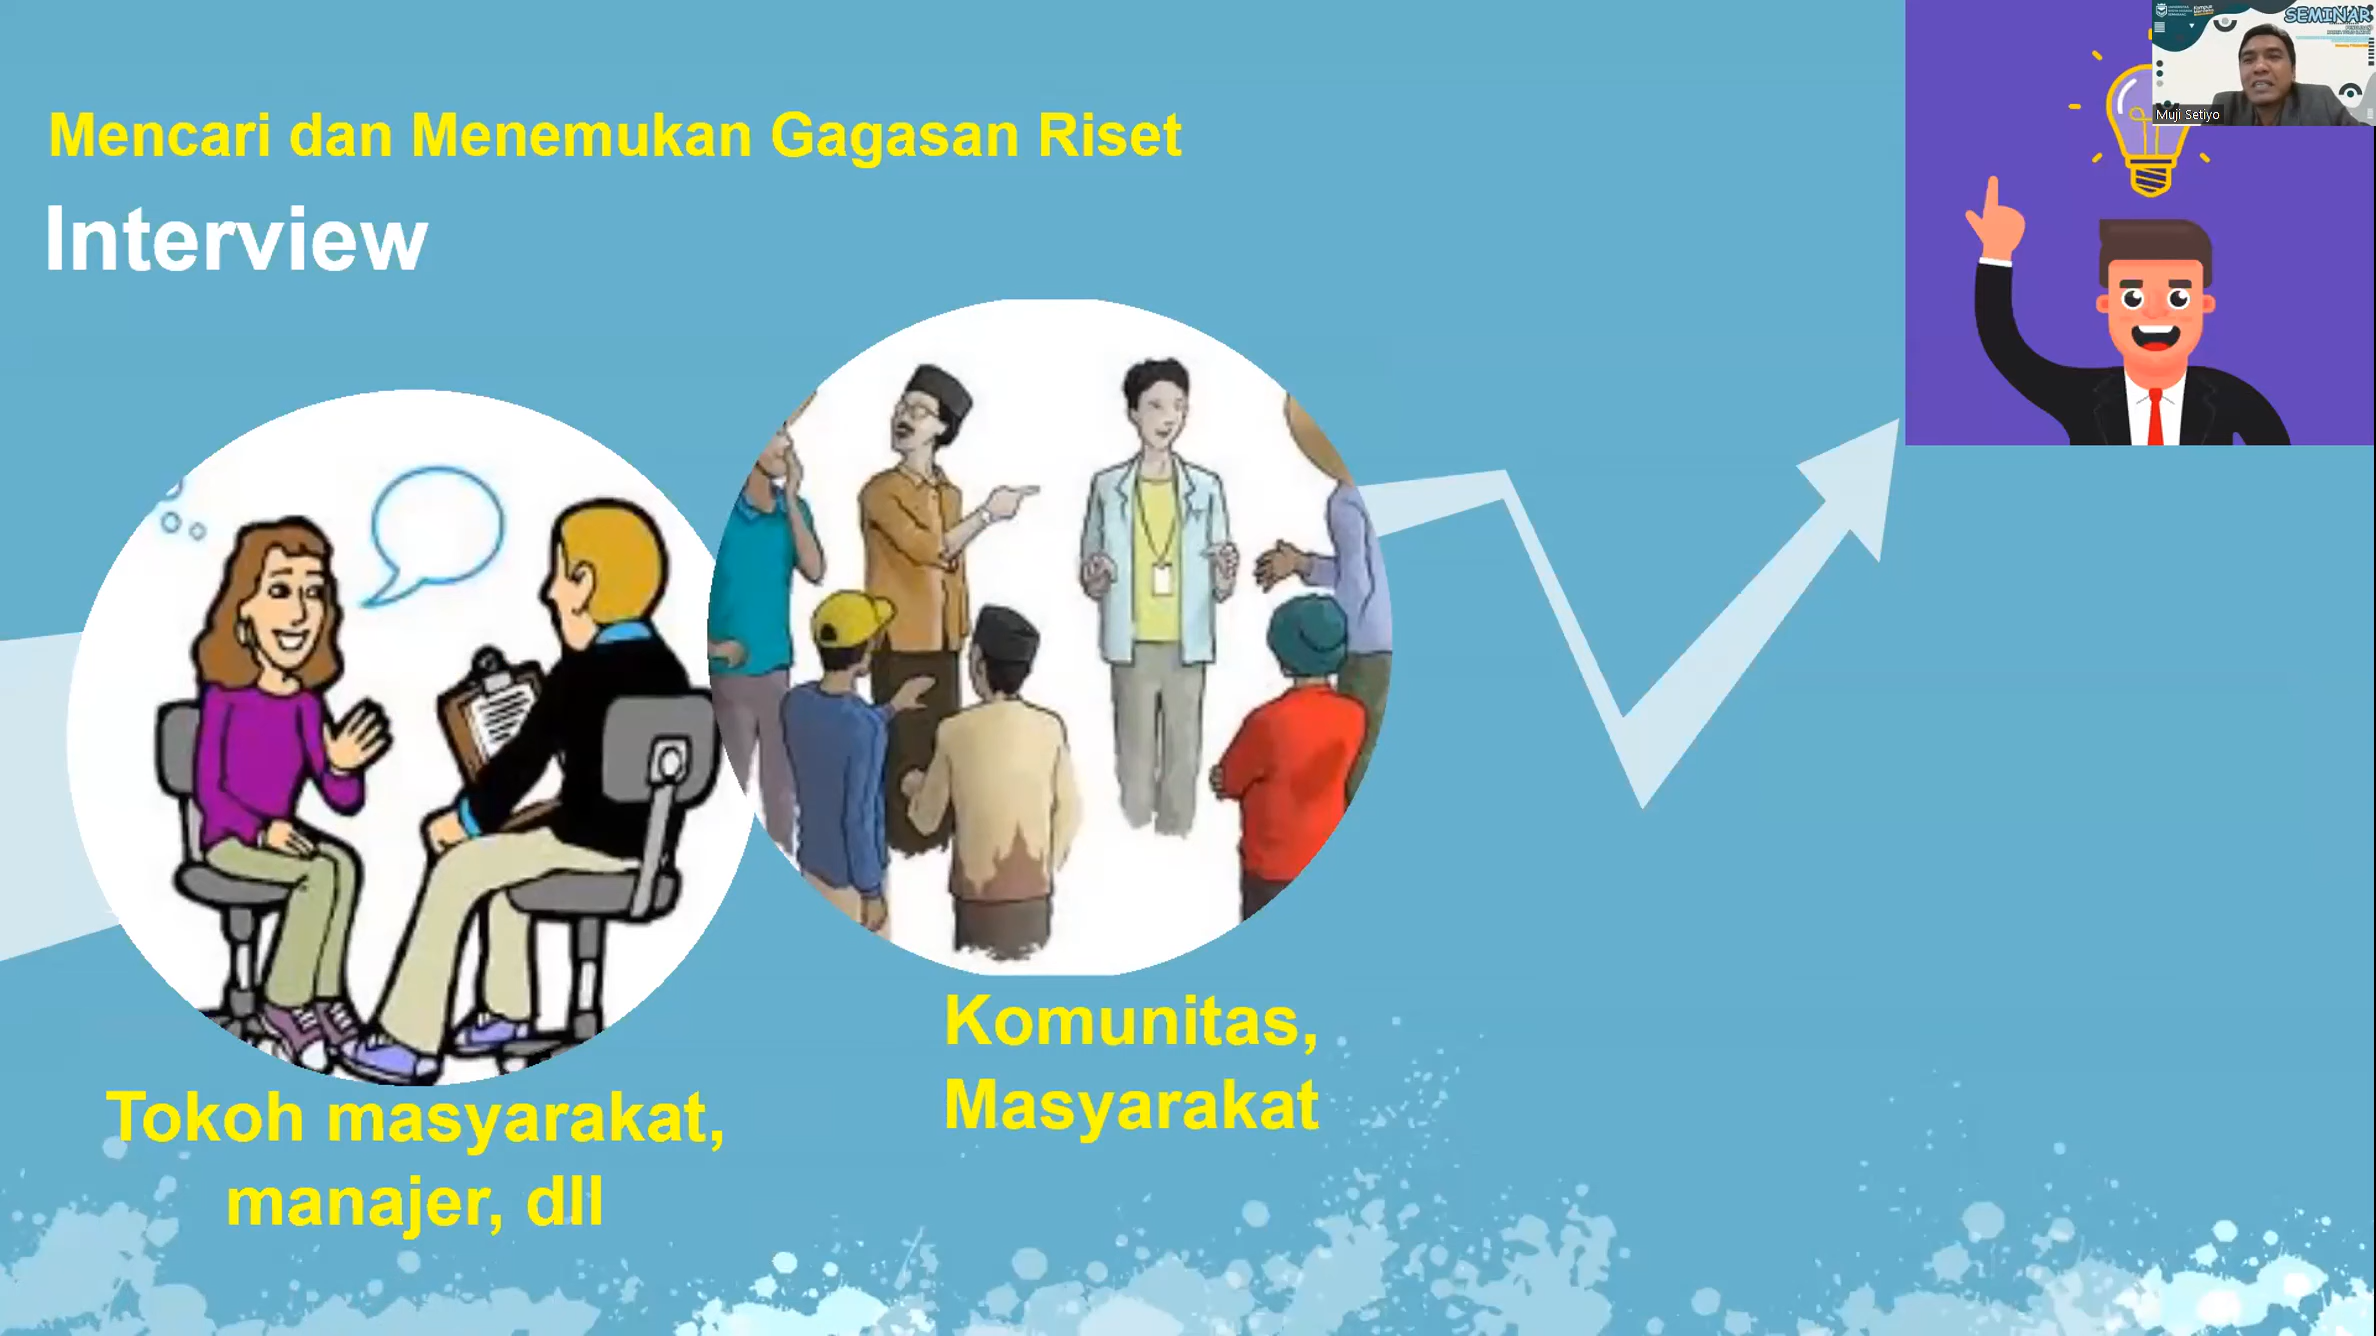 Mencari dan Menemukan Gagasan Riset
Interview
SEMINAR
Muji Setiyo
Komunitas,
Masyarakat
Tokoh masyarakat,
manajer, dll